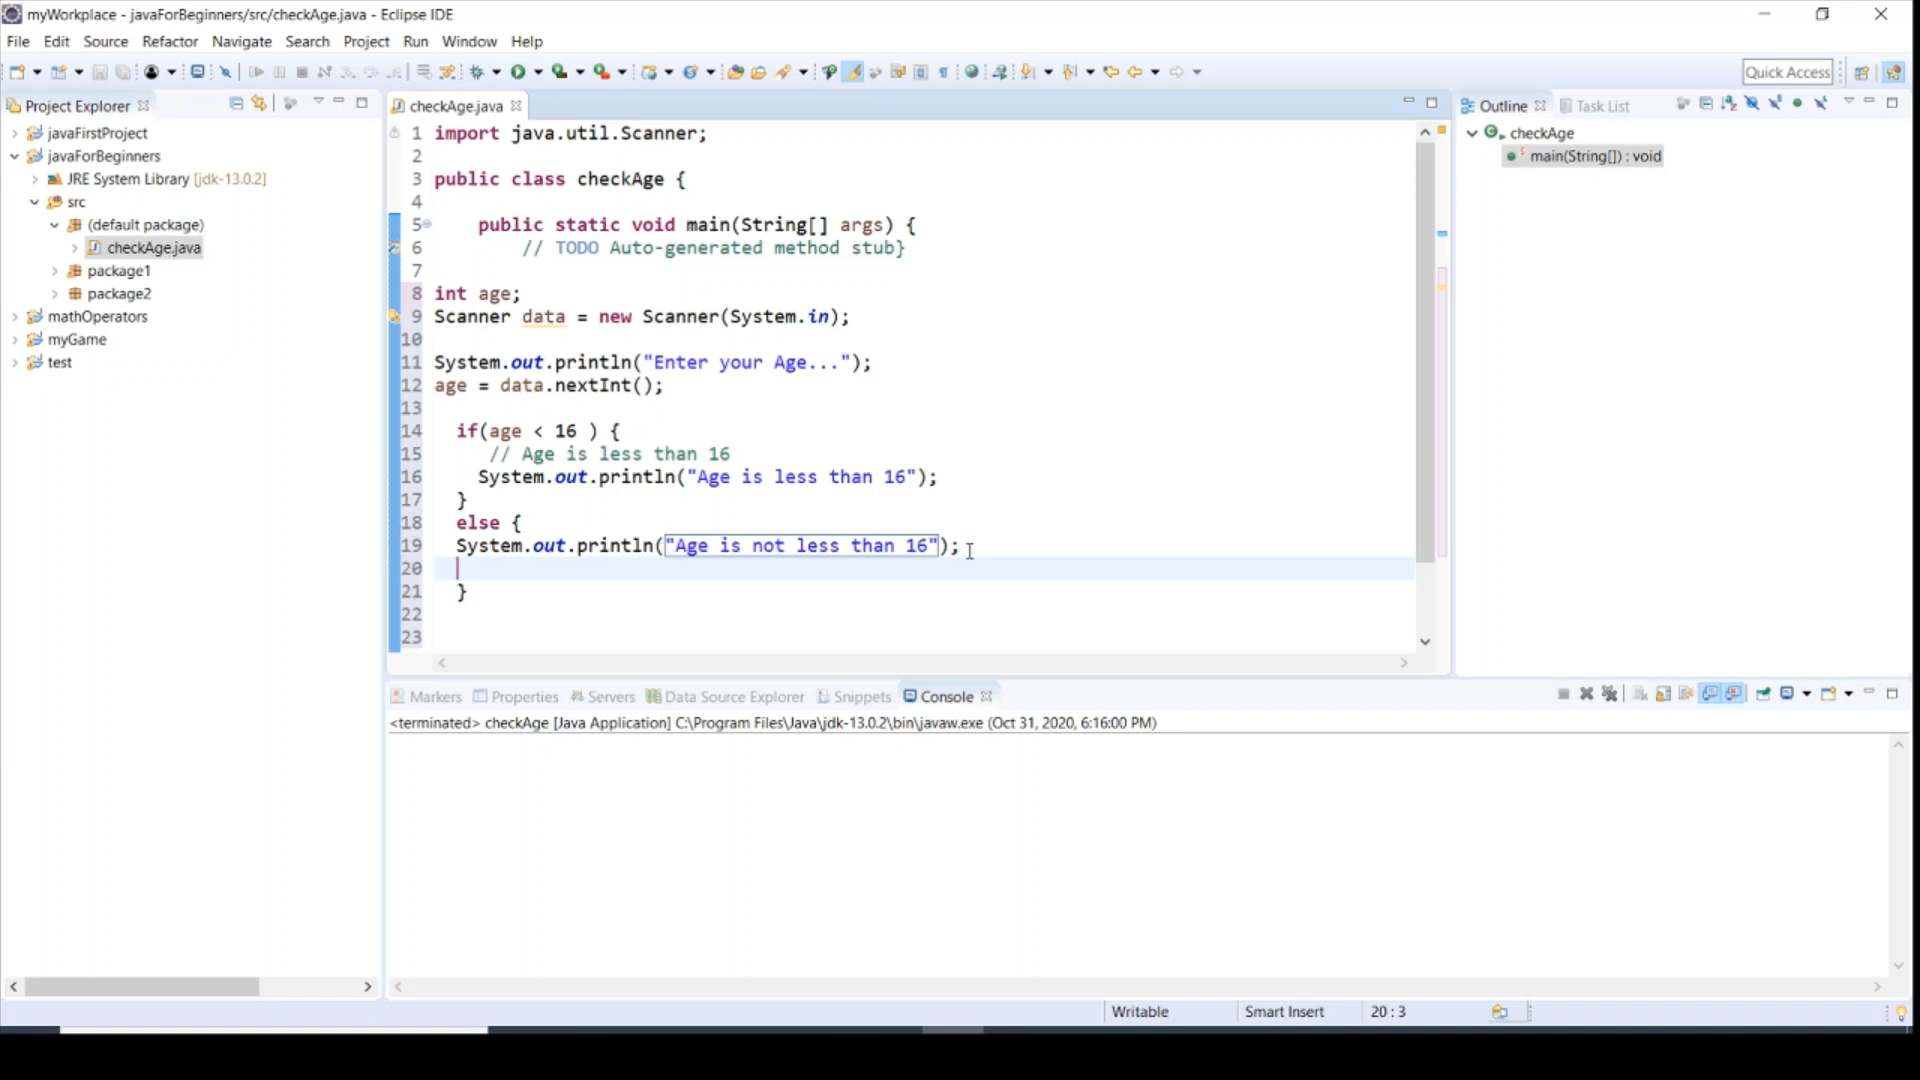 myWorkplace - javaForBeginners/src/checkAge.java - Eclipse IDE
File Edit Source Refactor Navigate Search Project Run Window Help
Quick Access
Project Explorer
javaFirstProject
javaForBeginners
JRE System Library [jdk-13.0.2]
src
(default package)
checkAge.java
package1
package2
mathOperators
myGame
test
checkAge.java
1 import java.util.Scanner;
2
3 public class checkAge {
4
5 public static void main(String[] args) {
6 // TODO Auto-generated method stub}
7
8 int age;
9 Scanner data = new Scanner(System.in);
10
11 System.out.println("Enter your Age...");
12 age = data.nextInt();
13
14 if(age < 16 ) {
15 // Age is less than 16
16 System.out.println("Age is less than 16");
17 }
18 else {
19 System.out.println("Age is not less than 16");
20
21 }
22
23
Outline Task List
checkAge
main(String[]) : void
Markers Properties Servers Data Source Explorer Snippets Console
<terminated> checkAge [Java Application] C:\Program Files\Java\jdk-13.0.2\bin\javaw.exe (Oct 31, 2020, 6:16:00 PM)
Writable Smart Insert 20 : 3